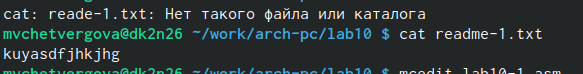 cat: reade-1.txt: Нет такого файла или каталога
mvchetvergova@dk2n26 ~/work/arch-pc/lab10 $ cat readme-1.txt
kuyasdfjhkjhg
mvchetvergova@dk2n26 ~/work/arch-pc/lab10 $ mcedit lab10-1.asm